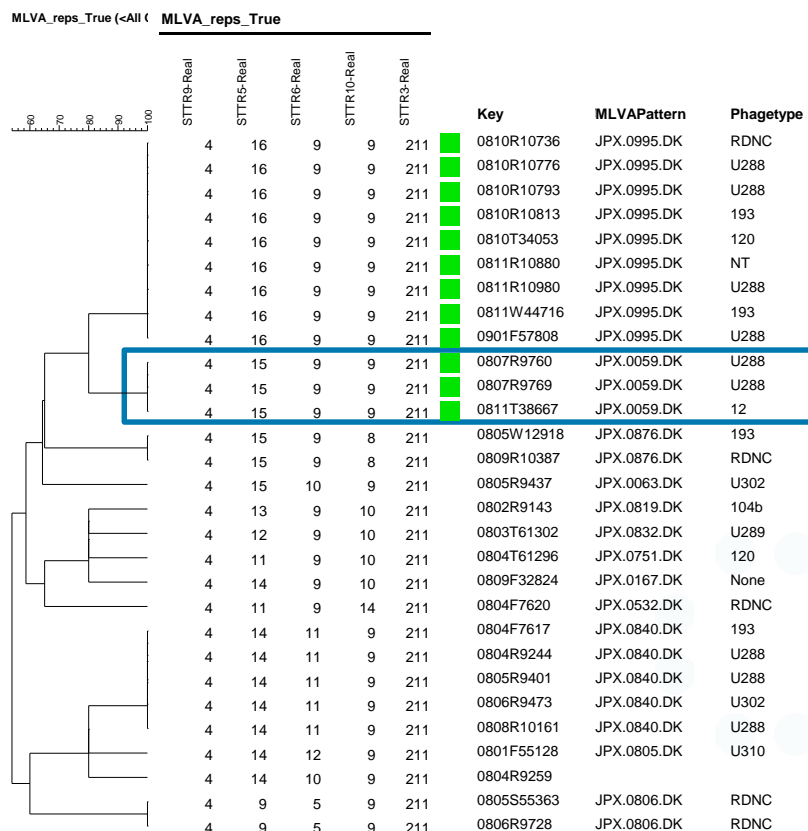 MLVA_reps_True (<All C MLVA_reps_True
60 70 80 90 100 STTR9-Real STTR5-Real STTR6-Real STTR10-Real STTR3-Real
Key MLVAPattern Phagetype
4 16 9 9 211 0810R10736 JPX.0995.DK RDNC
4 16 9 9 211 0810R10776 JPX.0995.DK U288
4 16 9 9 211 0810R10793 JPX.0995.DK U288
4 16 9 9 211 0810R10813 JPX.0995.DK 193
4 16 9 9 211 0810T34053 JPX.0995.DK 120
4 16 9 9 211 0811R10880 JPX.0995.DK NT
4 16 9 9 211 0811R10980 JPX.0995.DK U288
4 16 9 9 211 0811W44716 JPX.0995.DK 193
4 16 9 9 211 0901F57808 JPX.0995.DK U288
4 15 9 9 211 0807R9760 JPX.0059.DK U288
4 15 9 9 211 0807R9769 JPX.0059.DK U288
4 15 9 9 211 0811T38667 JPX.0059.DK 12
4 15 9 8 211 0805W12918 JPX.0876.DK 193
4 15 9 8 211 0809R10387 JPX.0876.DK RDNC
4 15 10 9 211 0805R9437 JPX.0063.DK U302
4 13 9 10 211 0802R9143 JPX.0819.DK 104b
4 12 9 10 211 0803T61302 JPX.0832.DK U289
4 11 9 10 211 0804T61296 JPX.0751.DK 120
4 14 9 10 211 0809F32824 JPX.0167.DK None
4 11 9 14 211 0804F7620 JPX.0532.DK RDNC
4 14 11 9 211 0804F7617 JPX.0840.DK 193
4 14 11 9 211 0804R9244 JPX.0840.DK U288
4 14 11 9 211 0805R9401 JPX.0840.DK U288
4 14 11 9 211 0806R9473 JPX.0840.DK U302
4 14 11 9 211 0808R10161 JPX.0840.DK U288
4 14 12 9 211 0801F55128 JPX.0805.DK U310
4 14 10 9 211 0804R9259
4 9 5 9 211 0805S55363 JPX.0806.DK RDNC
4 9 5 9 211 0806R9728 JPX.0806.DK RDNC